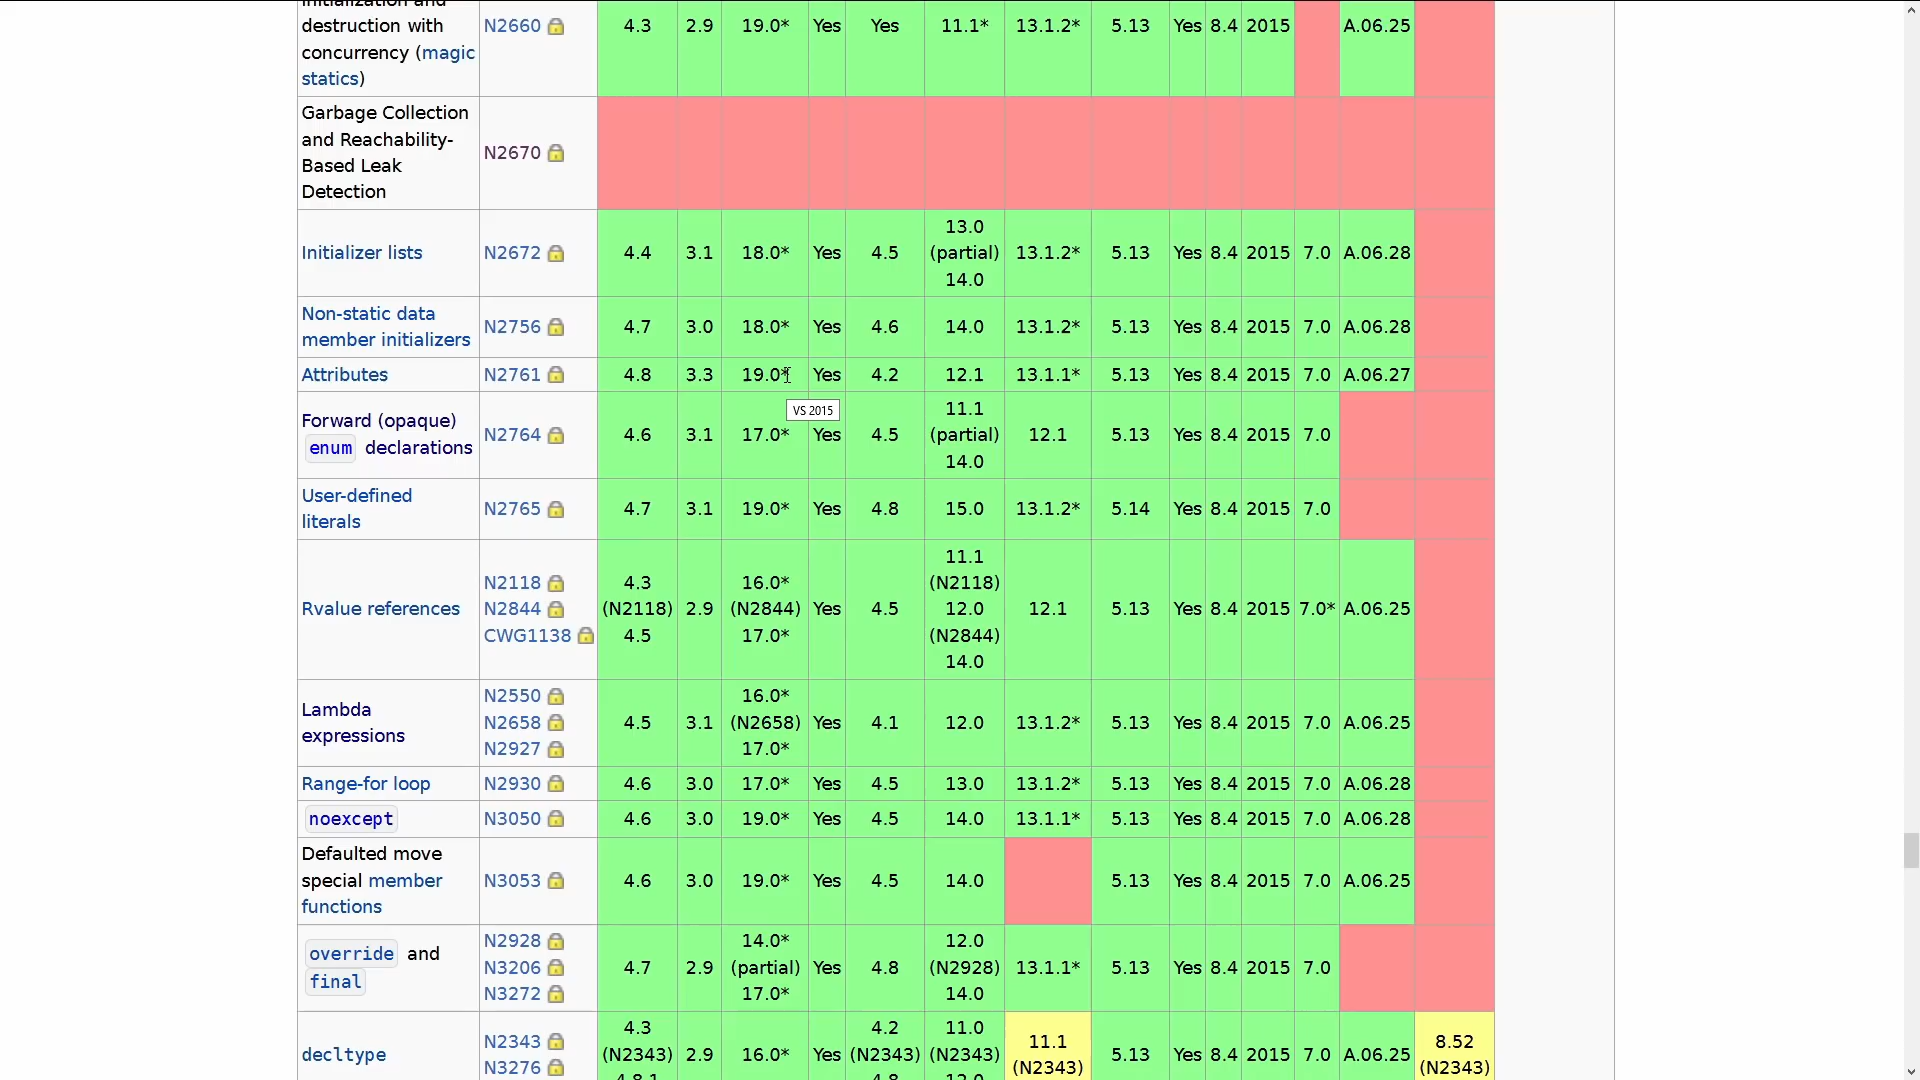 initialization and
destruction with
concurrency (magic
statics)
N2660 4.3 2.9 19.0* Yes Yes 11.1* 13.1.2* 5.13 Yes 8.4 2015 A.06.25
Garbage Collection
and Reachability-
Based Leak
Detection
N2670
Initializer lists N2672 4.4 3.1 18.0* Yes 4.5
13.0
(partial)
14.0
13.1.2* 5.13 Yes 8.4 2015 7.0 A.06.28
Non-static data
member initializers
N2756 4.7 3.0 18.0* Yes 4.6 14.0 13.1.2* 5.13 Yes 8.4 2015 7.0 A.06.28
Attributes N2761 4.8 3.3 19.0* Yes 4.2 12.1 13.1.1* 5.13 Yes 8.4 2015 7.0 A.06.27
VS 2015
Forward (opaque)
enum declarations
N2764 4.6 3.1 17.0* Yes 4.5
11.1
(partial)
14.0
12.1 5.13 Yes 8.4 2015 7.0
User-defined
literals
N2765 4.7 3.1 19.0* Yes 4.8 15.0 13.1.2* 5.14 Yes 8.4 2015 7.0
Rvalue references
N2118
N2844
CWG1138
4.3
(N2118)
4.5
2.9
16.0*
(N2844)
17.0*
Yes 4.5
11.1
(N2118)
12.0
(N2844)
14.0
12.1 5.13 Yes 8.4 2015 7.0* A.06.25
Lambda
expressions
N2550
N2658
N2927
4.5 3.1
16.0*
(N2658)
17.0*
Yes 4.1 12.0 13.1.2* 5.13 Yes 8.4 2015 7.0 A.06.25
Range-for loop N2930 4.6 3.0 17.0* Yes 4.5 13.0 13.1.2* 5.13 Yes 8.4 2015 7.0 A.06.28
noexcept N3050 4.6 3.0 19.0* Yes 4.5 14.0 13.1.1* 5.13 Yes 8.4 2015 7.0 A.06.28
Defaulted move
special member
functions
N3053 4.6 3.0 19.0* Yes 4.5 14.0 5.13 Yes 8.4 2015 7.0 A.06.25
override and
final
N2928
N3206
N3272
4.7 2.9
14.0*
(partial)
17.0*
Yes 4.8
12.0
(N2928)
14.0
13.1.1* 5.13 Yes 8.4 2015 7.0
decltype
N2343
N3276
4.3
(N2343)
4.8.1
2.9 16.0* Yes
4.2
(N2343)
4.8
11.0
(N2343)
12.0
11.1
(N2343)
5.13 Yes 8.4 2015 7.0 A.06.25
8.52
(N2343)